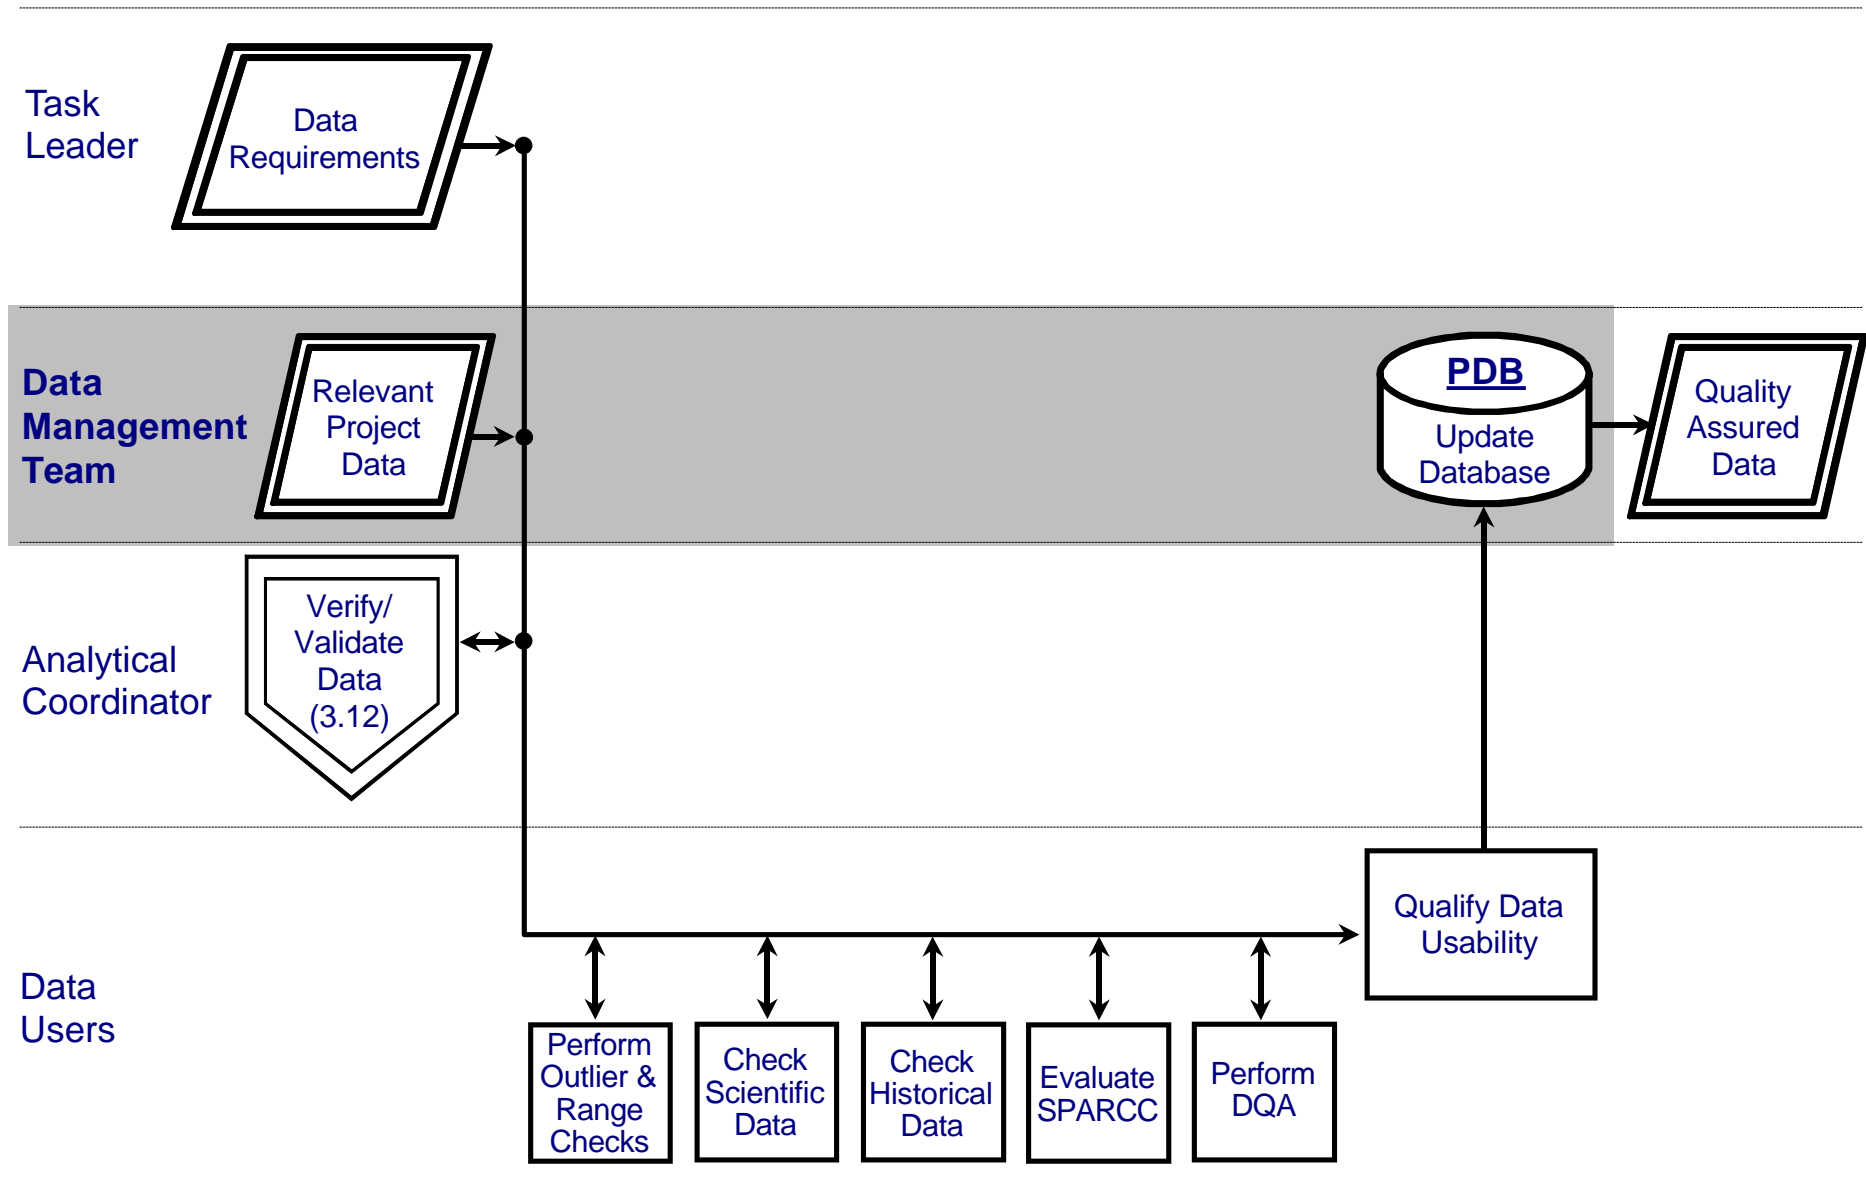 Task
Leader
Data
Requirements
Data
Management
Team
Relevant
Project
Data
PDB
Update
Database
Quality
Assured
Data
Analytical
Coordinator
Verify/
Validate
Data
(3.12)
Data
Users
Qualify Data
Usability
Perform
Outlier &
Range
Checks
Check
Scientific
Data
Check
Historical
Data
Evaluate
SPARCC
Perform
DQA